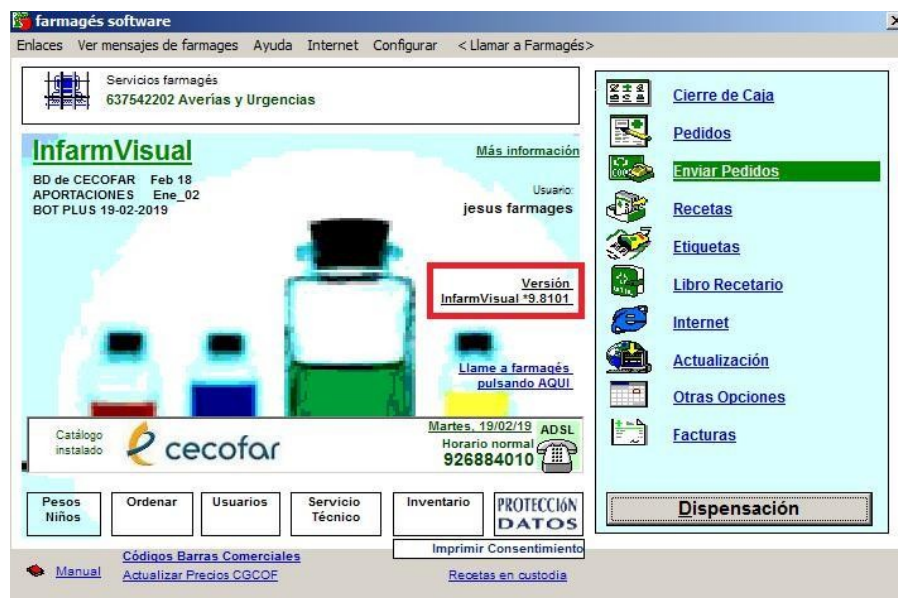 farmagés software
Enlaces Ver mensajes de farmages Ayuda Internet Configurar < Llamar a Farmagés>
Servicios farmagés
637542202 Averías y Urgencias
InfarmVisual
Más información
BD de CECOFAR Feb 18
APORTACIONES Ene_02
BOT PLUS 19-02-2019
Usuario:
jesus farmages
Versión
InfarmVisual *9.8101
Llame a farmagés
pulsando AQUI
Catálogo
instalado
cecofar
Martes, 19/02/19 ADSL
Horario normal
926884010
Pesos
Niños
Ordenar
Usuarios
Servicio
Técnico
Inventario
PROTECCIÓN
DATOS
Imprimir Consentimiento
Manual
Códigos Barras Comerciales
Actualizar Precios CGCOF
Recetas en custodia
Cierre de Caja
Pedidos
Enviar Pedidos
Recetas
Etiquetas
Libro Recetario
Internet
Actualización
Otras Opciones
Facturas
Dispensación